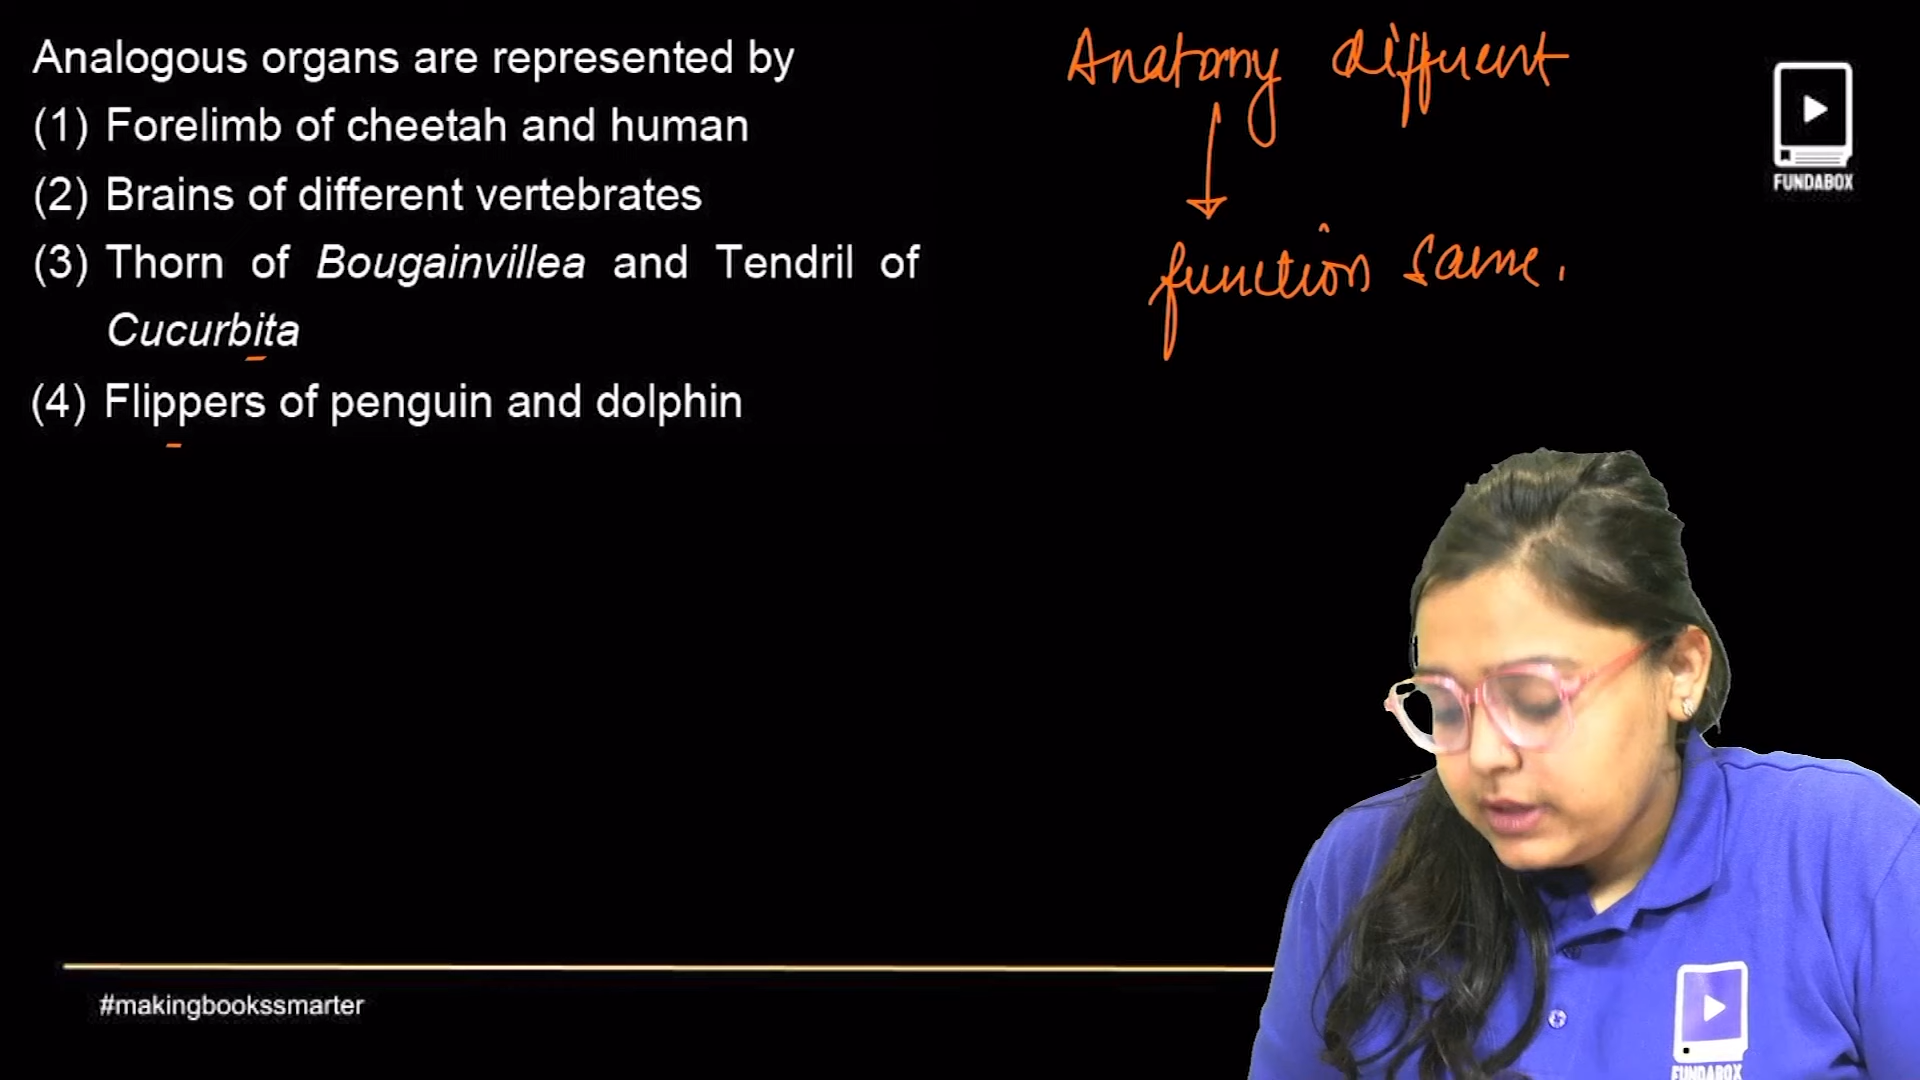 Analogous organs are represented by
(1) Forelimb of cheetah and human
(2) Brains of different vertebrates
(3) Thorn of Bougainvillea and Tendril of
Cucurbita
(4) Flippers of penguin and dolphin
Anatomy different
function same.
FUNDABOX
#makingbookssmarter
FUNDABOX